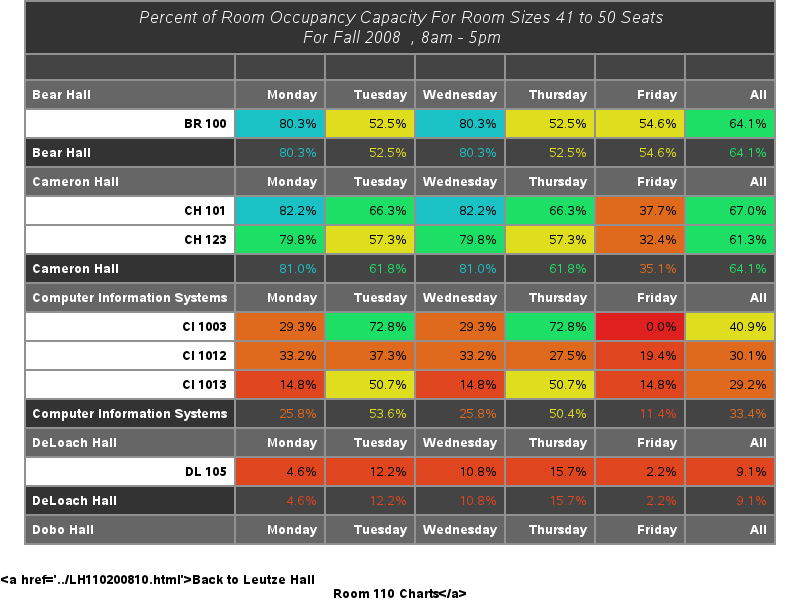 Percent of Room Occupancy Capacity For Room Sizes 41 to 50 Seats
For Fall 2008 , 8am - 5pm
Bear Hall Monday Tuesday Wednesday Thursday Friday All
BR 100 80.3% 52.5% 80.3% 52.5% 54.6% 64.1%
Bear Hall 80.3% 52.5% 80.3% 52.5% 54.6% 64.1%
Cameron Hall Monday Tuesday Wednesday Thursday Friday All
CH 101 82.2% 66.3% 82.2% 66.3% 37.7% 67.0%
CH 123 79.8% 57.3% 79.8% 57.3% 32.4% 61.3%
Cameron Hall 81.0% 61.8% 81.0% 61.8% 35.1% 64.1%
Computer Information Systems Monday Tuesday Wednesday Thursday Friday All
CI 1003 29.3% 72.8% 29.3% 72.8% 0.0% 40.9%
CI 1012 33.2% 37.3% 33.2% 27.5% 19.4% 30.1%
CI 1013 14.8% 50.7% 14.8% 50.7% 14.8% 29.2%
Computer Information Systems 25.8% 53.6% 25.8% 50.4% 11.4% 33.4%
DeLoach Hall Monday Tuesday Wednesday Thursday Friday All
DL 105 4.6% 12.2% 10.8% 15.7% 2.2% 9.1%
DeLoach Hall 4.6% 12.2% 10.8% 15.7% 2.2% 9.1%
Dobo Hall Monday Tuesday Wednesday Thursday Friday All
<a href='../LH110200810.html'>Back to Leutze Hall
Room 110 Charts</a>